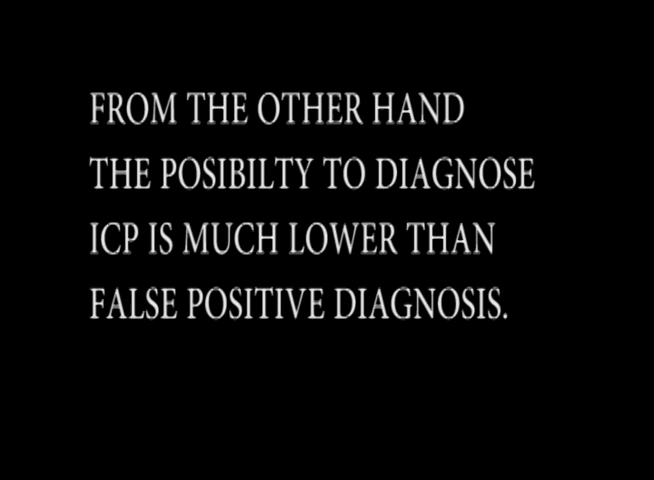 FROM THE OTHER HAND
THE POSIBILTY TO DIAGNOSE
ICP IS MUCH LOWER THAN
FALSE POSITIVE DIAGNOSIS.